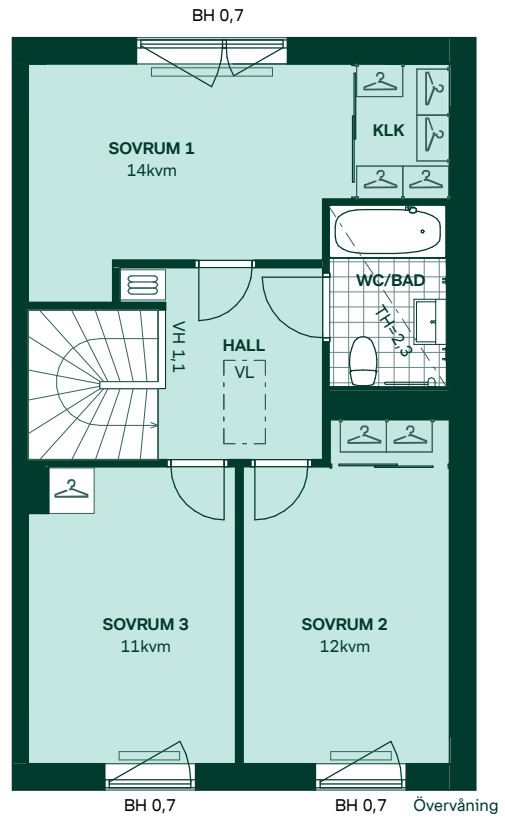 BH 0,7
SOVRUM 1
14kvm
KLK
WC/BAD
TH=2,3
VH 1,1
HALL
VL
SOVRUM 3
11kvm
SOVRUM 2
12kvm
BH 0,7
BH 0,7
Övervåning